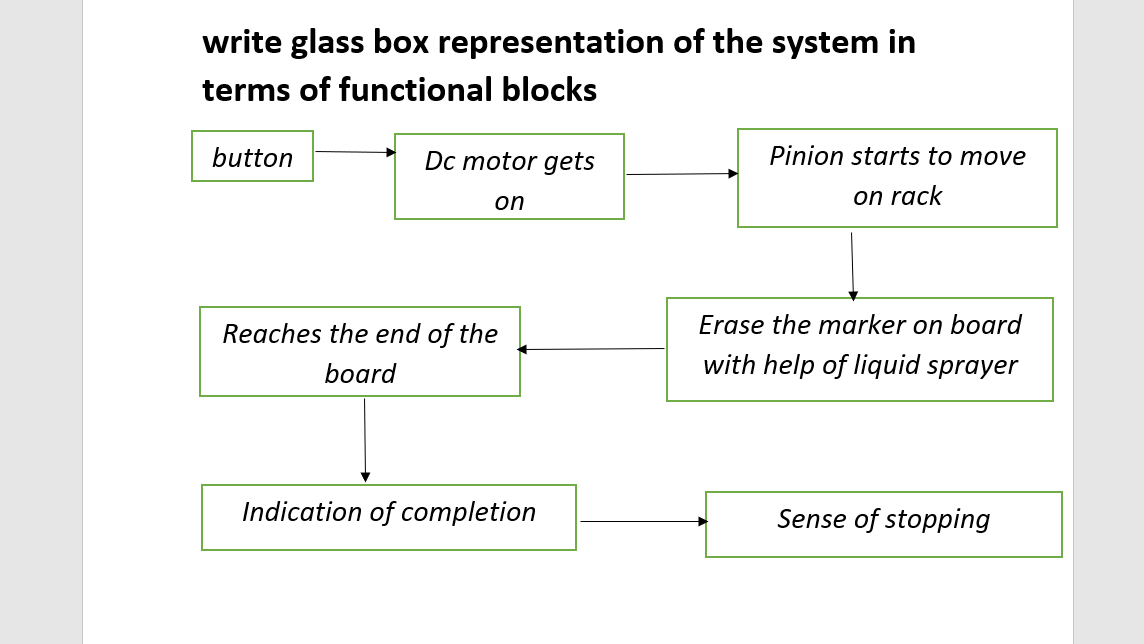 write glass box representation of the system in
terms of functional blocks
button
Dc motor gets
on
Pinion starts to move
on rack
Erase the marker on board
with help of liquid sprayer
Reaches the end of the
board
Indication of completion
Sense of stopping